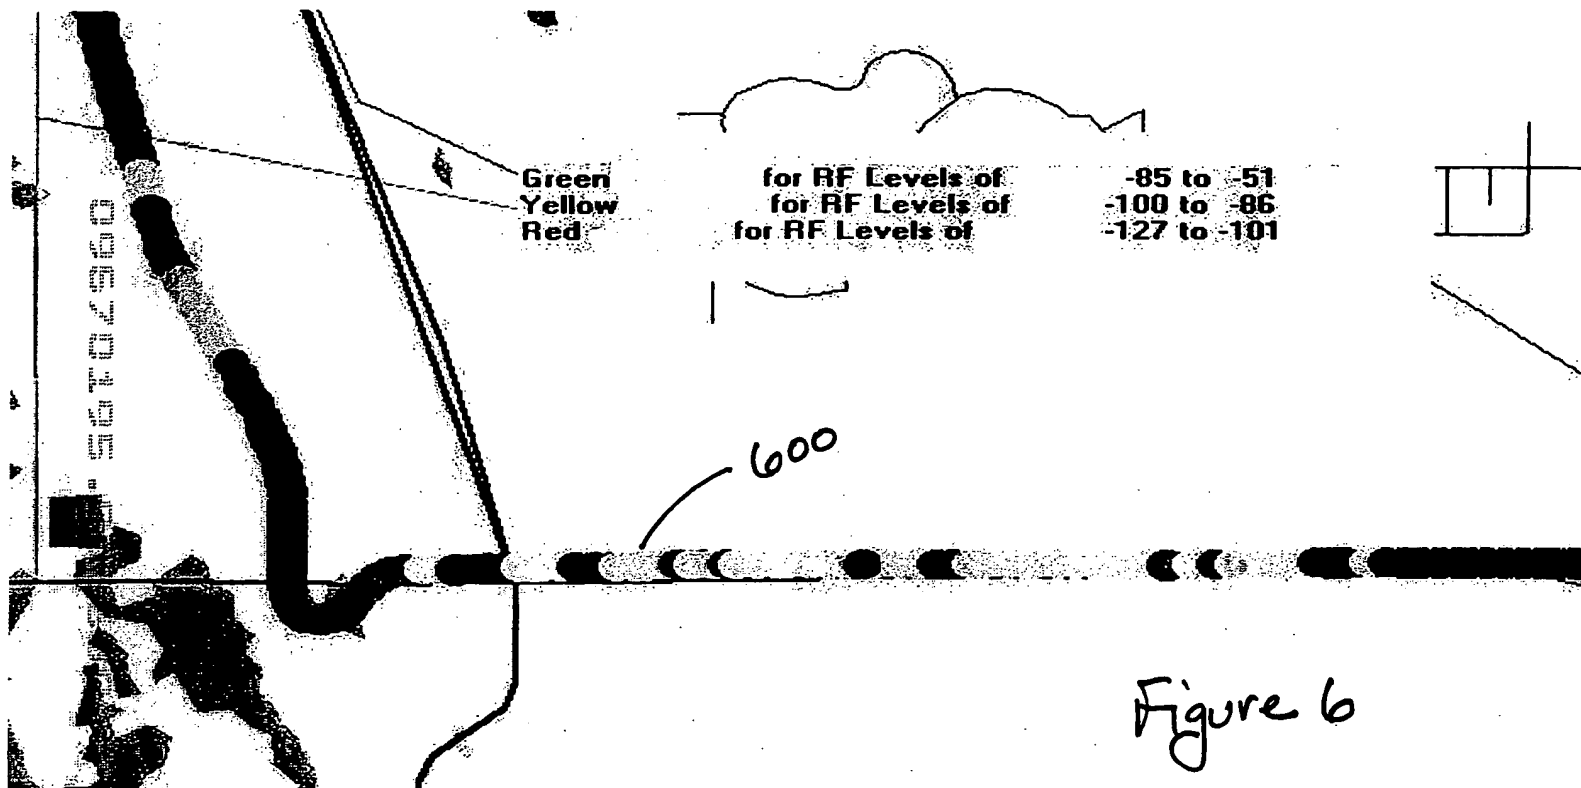 Green for RF Levels of -85 to -51
Yellow for RF Levels of -100 to -86
Red for RF Levels of -127 to -101
600
Figure 6